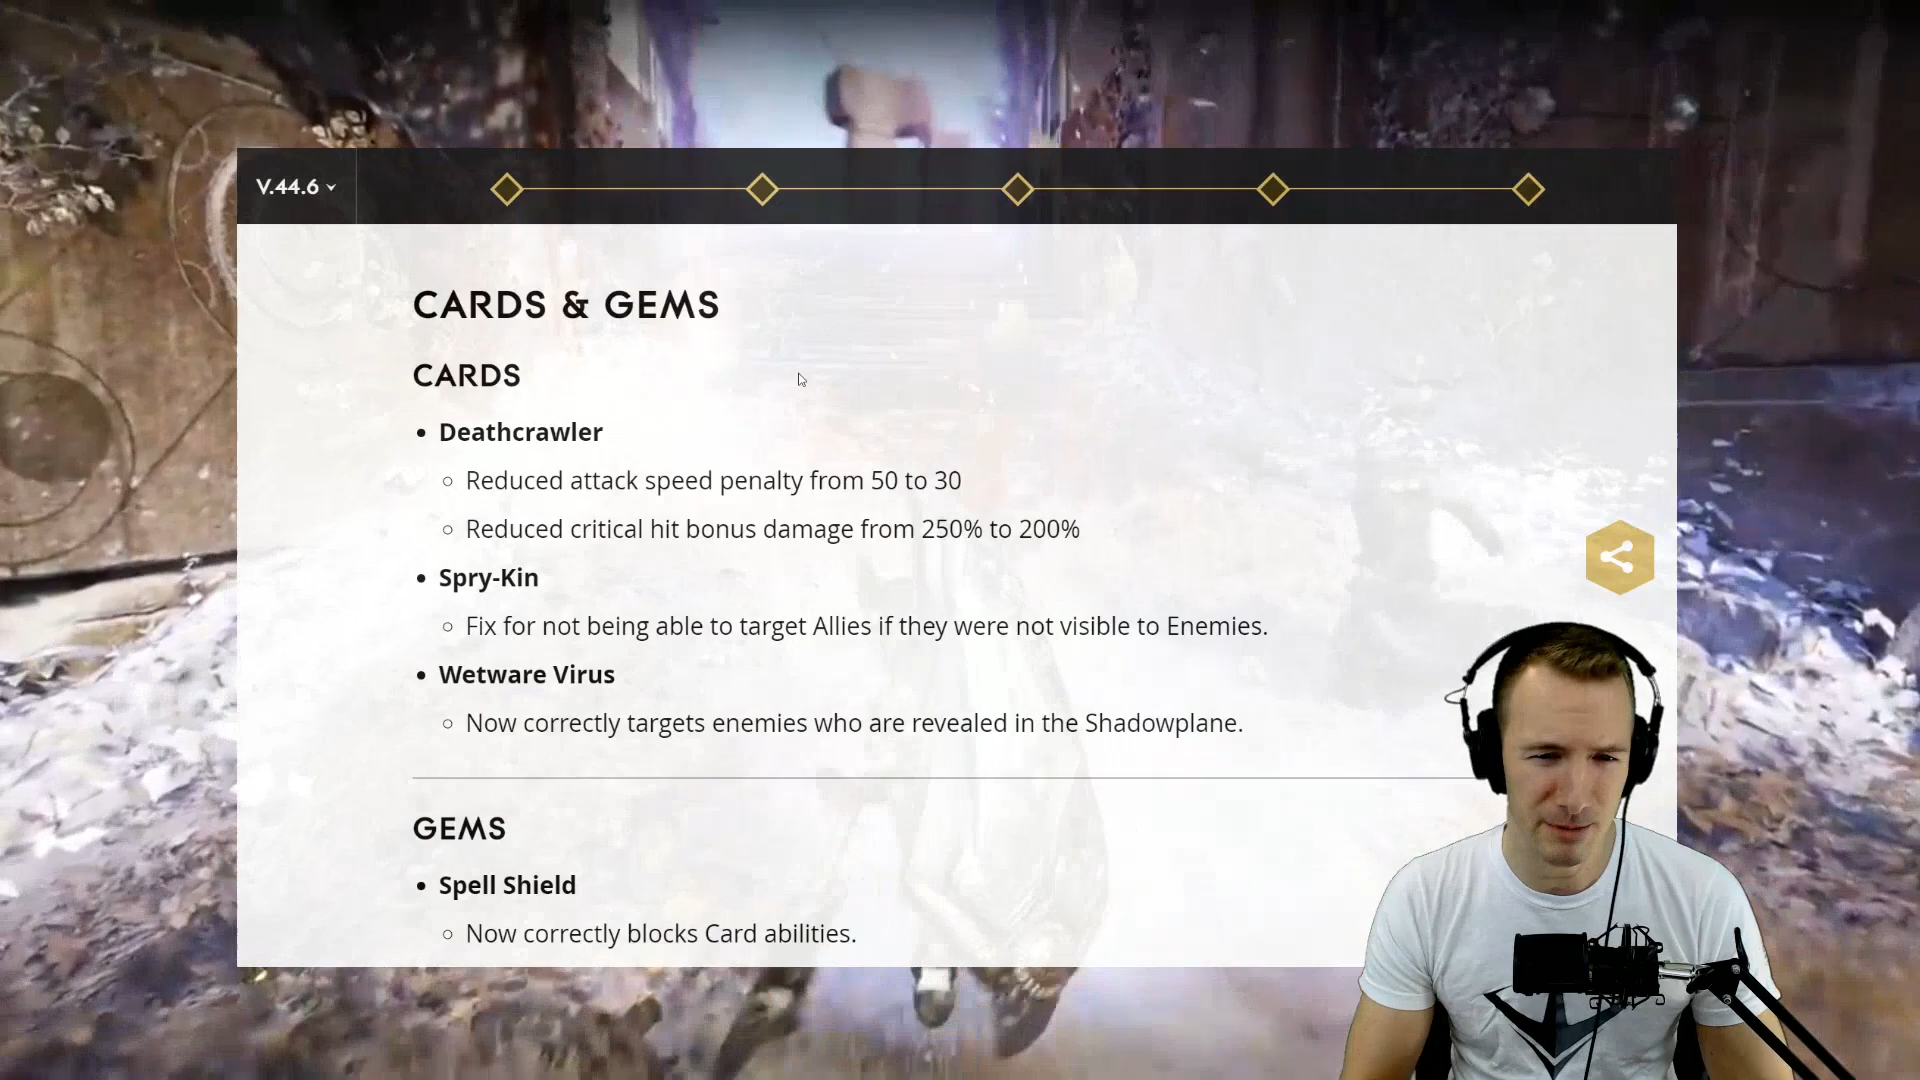 V.44.6
CARDS & GEMS
CARDS
Deathcrawler
Reduced attack speed penalty from 50 to 30
Reduced critical hit bonus damage from 250% to 200%
Spry-Kin
Fix for not being able to target Allies if they were not visible to Enemies.
Wetware Virus
Now correctly targets enemies who are revealed in the Shadowplane.
GEMS
Spell Shield
Now correctly blocks Card abilities.